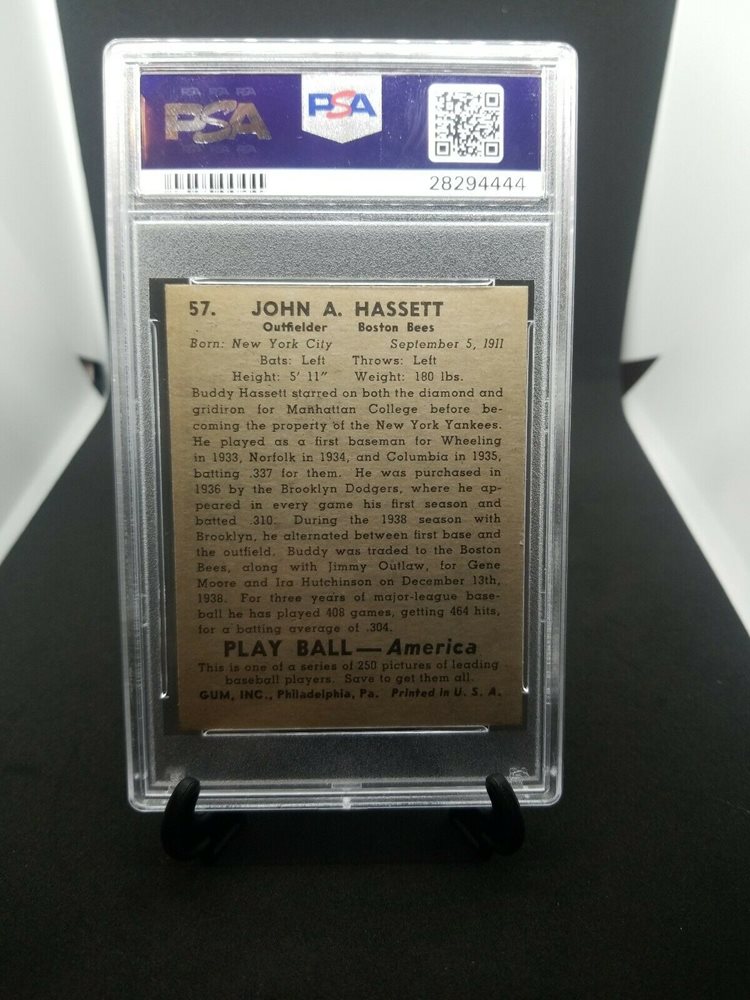 PSA
PSA
28294444
57. JOHN A. HASSETT
Outfielder Boston Bees
Born: New York City September 5, 1911
Bats: Left Throws: Left
Height: 5' 11" Weight: 180 lbs.
Buddy Hassett starred on both the diamond and
gridiron for Manhattan College before be-
coming the property of the New York Yankees.
He played as a first baseman for Wheeling
in 1933, Norfolk in 1934, and Columbia in 1935,
batting .337 for them. He was purchased in
1936 by the Brooklyn Dodgers, where he ap-
peared in every game his first season and
batted .310. During the 1938 season with
Brooklyn, he alternated between first base and
the outfield. Buddy was traded to the Boston
Bees, along with Jimmy Outlaw, for Gene
Moore and Ira Hutchinson on December 13th,
1938. For three years of major-league base-
ball he has played 408 games, getting 464 hits,
for a batting average of .304.
PLAY BALL—America
This is one of a series of 250 pictures of leading
baseball players. Save to get them all.
GUM, INC., Philadelphia, Pa. Printed in U. S. A.